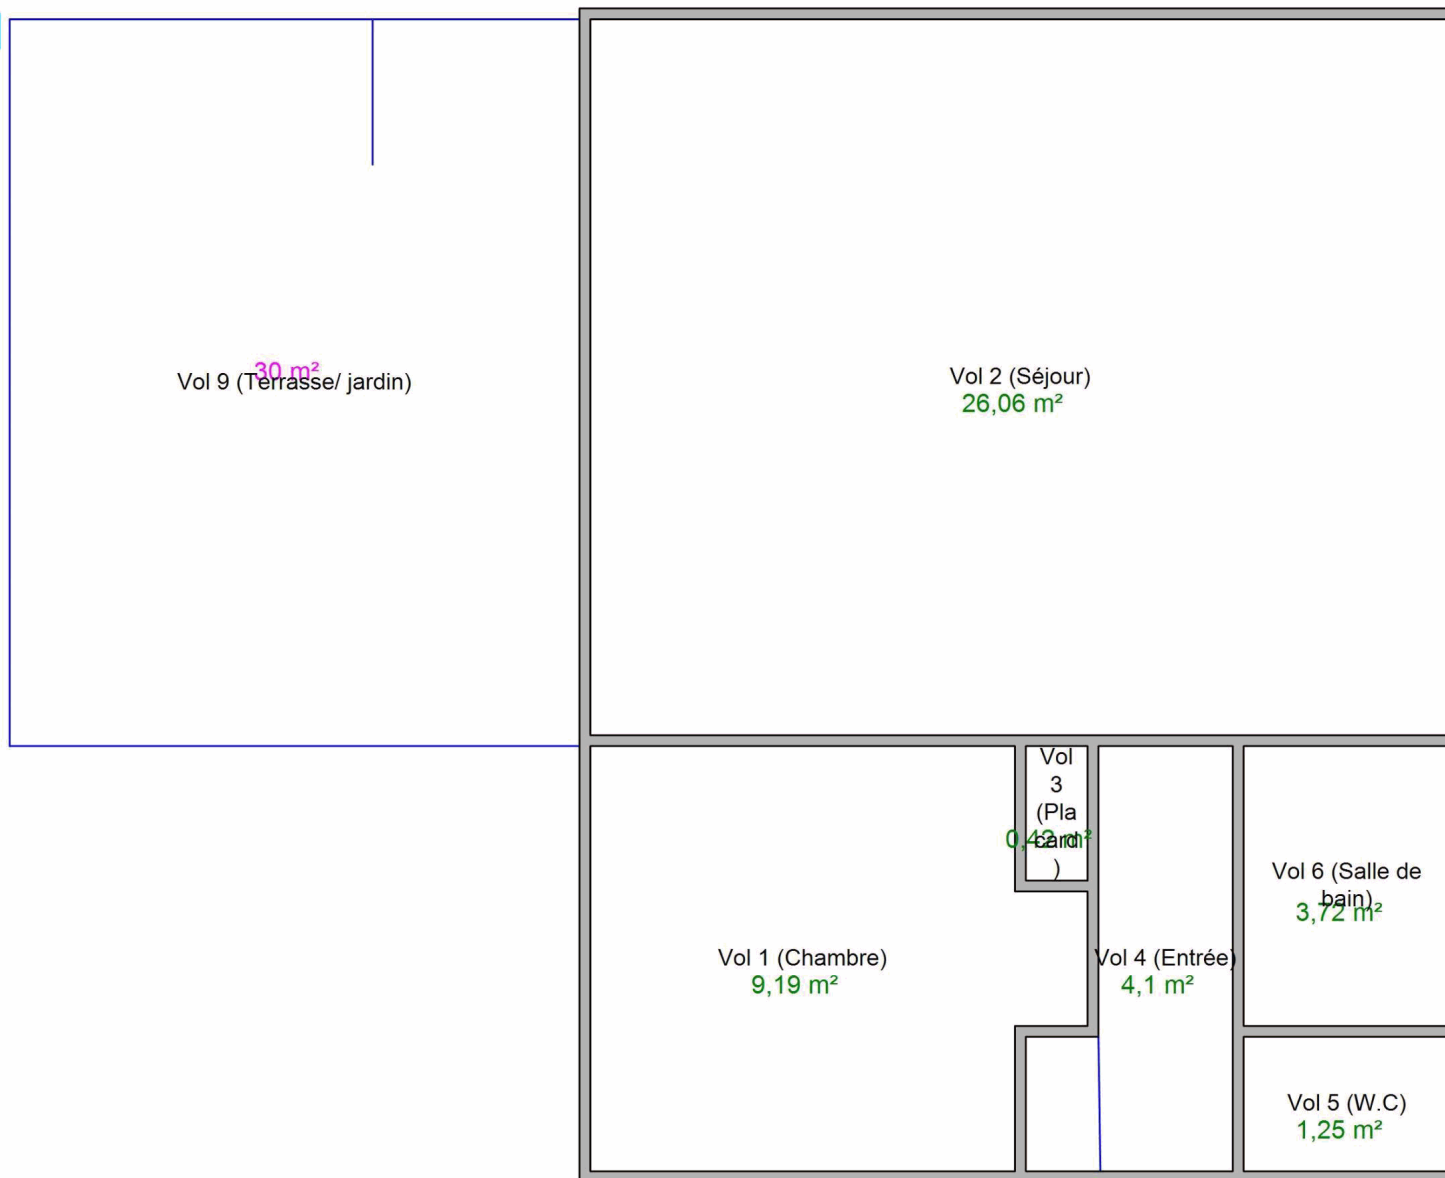 30 m²
Vol 9 (Terrasse/ jardin)
Vol 2 (Séjour)
26,06 m²
Vol
3
(Pla
card
)
0,42 m²
Vol 6 (Salle de
bain)
3,72 m²
Vol 1 (Chambre)
9,19 m²
Vol 4 (Entrée)
4,1 m²
Vol 5 (W.C)
1,25 m²